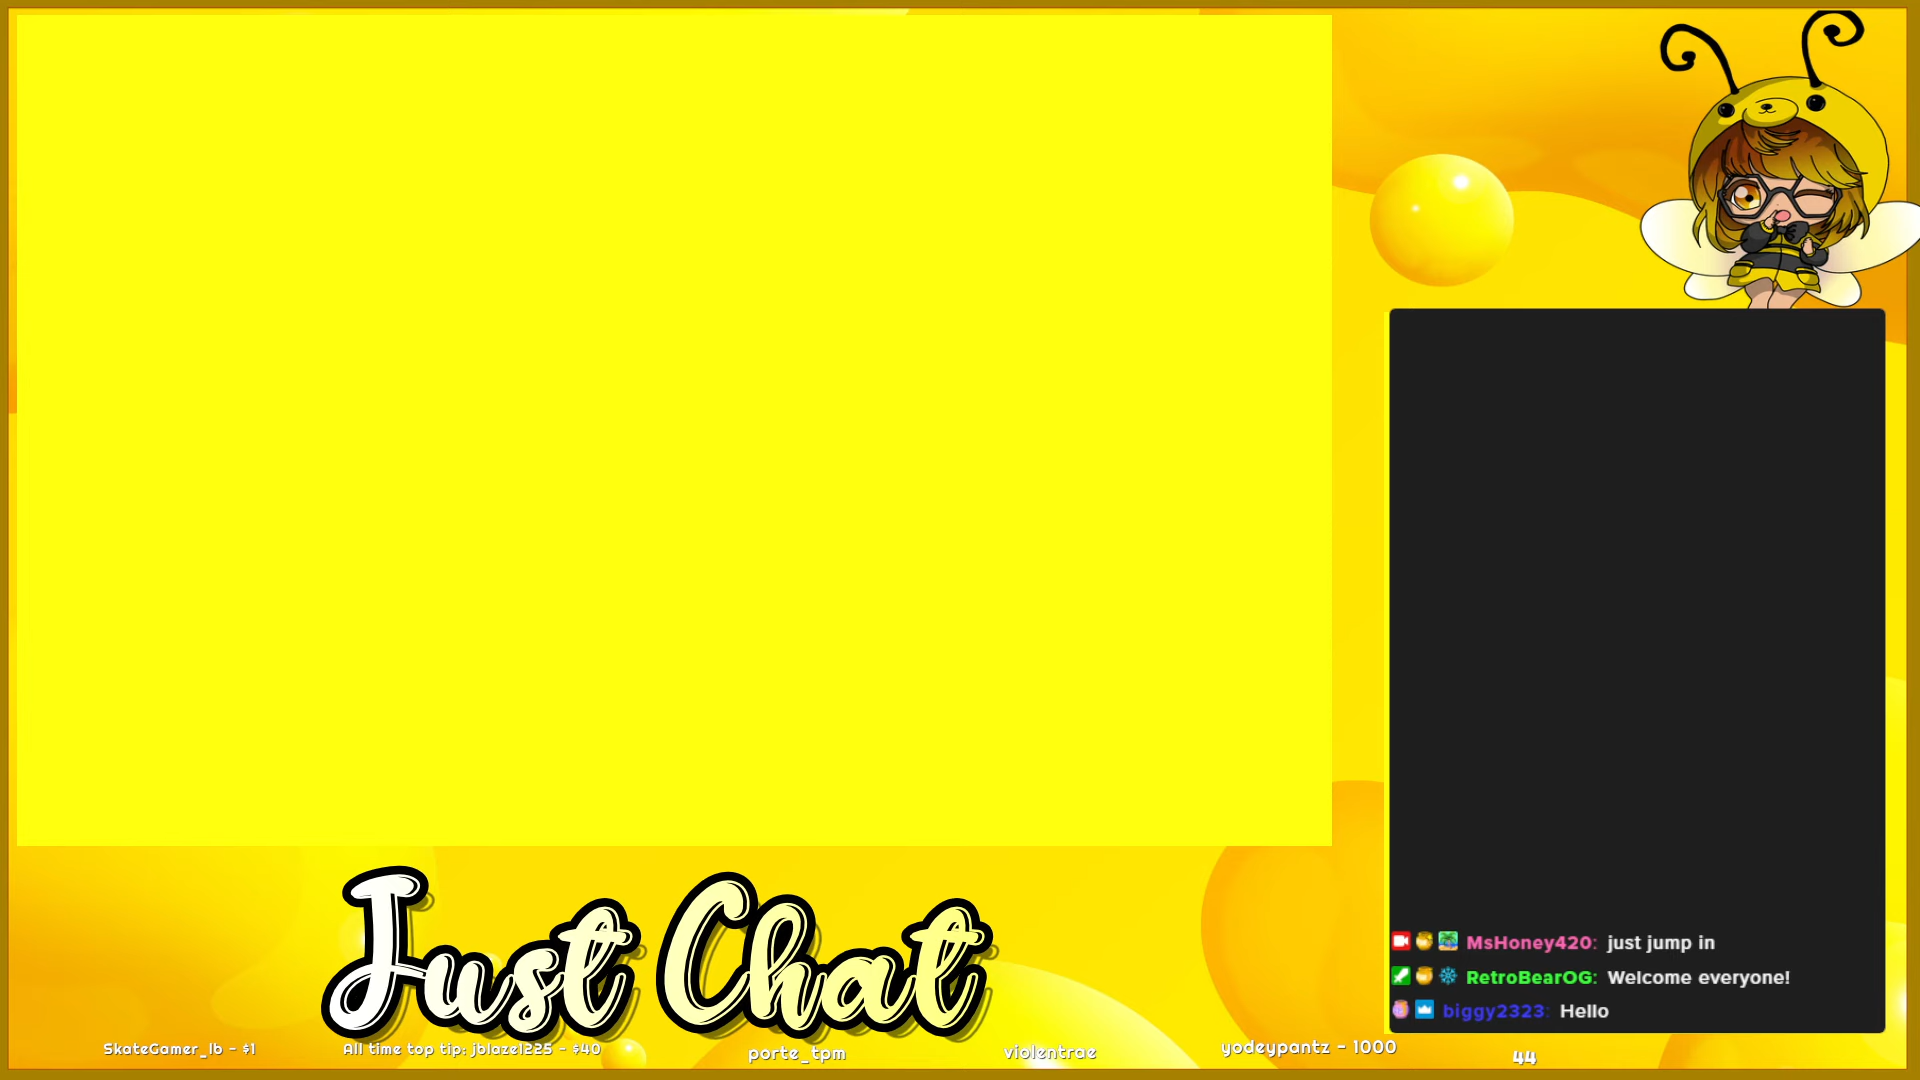 MsHoney420: just jump in
RetroBearOG: Welcome everyone!
biggy2323: Hello
Just Chat
SkateGamer_lb - $1
All time top tip: jblaze1225 - $40
porte_tpm
violentrae
yodeypantz - 1000
44